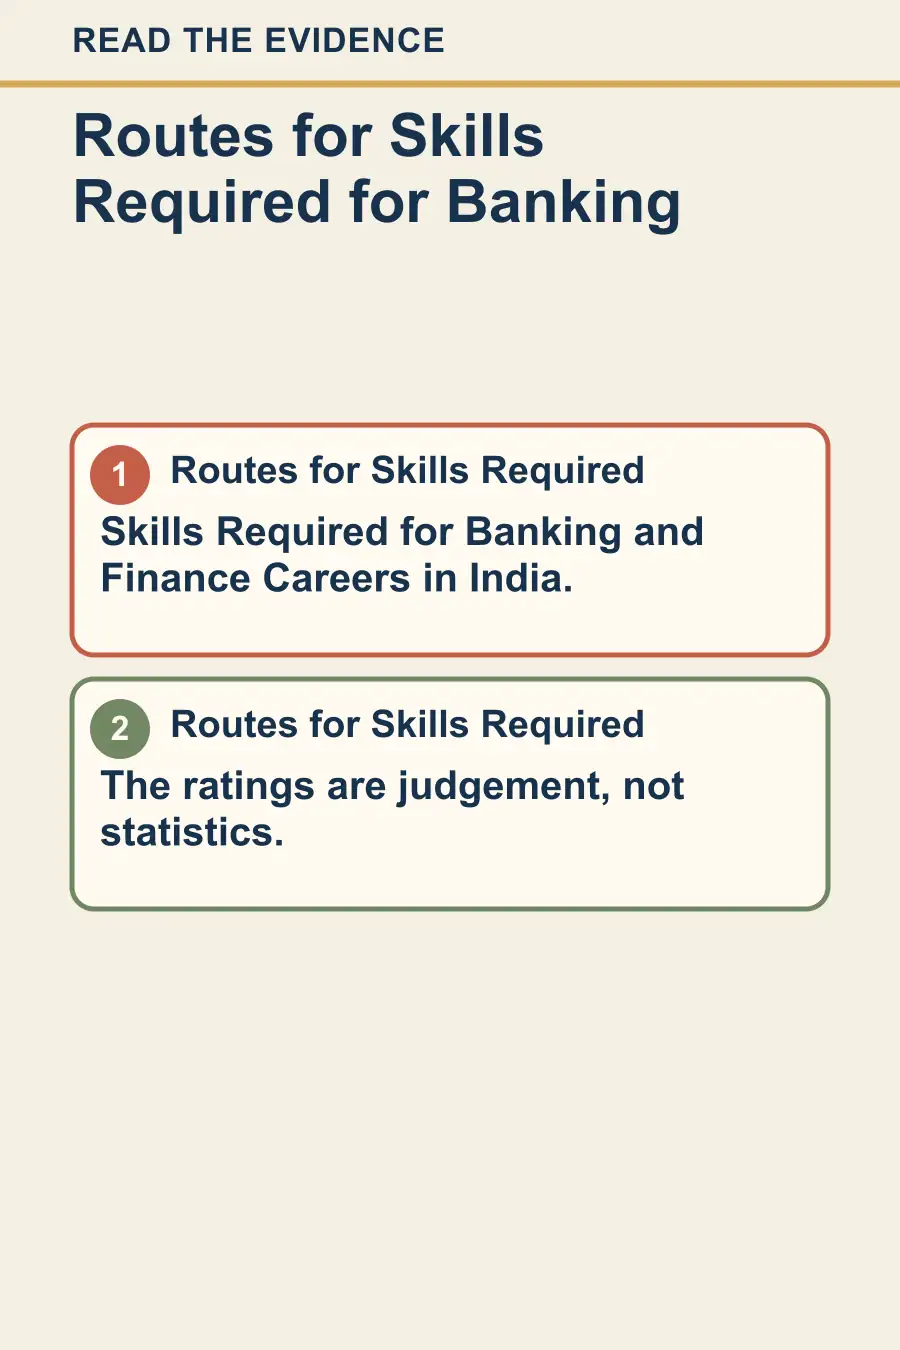 READ THE EVIDENCE
Routes for Skills
Required for Banking
1 Routes for Skills Required
Skills Required for Banking and
Finance Careers in India.
2 Routes for Skills Required
The ratings are judgement, not
statistics.